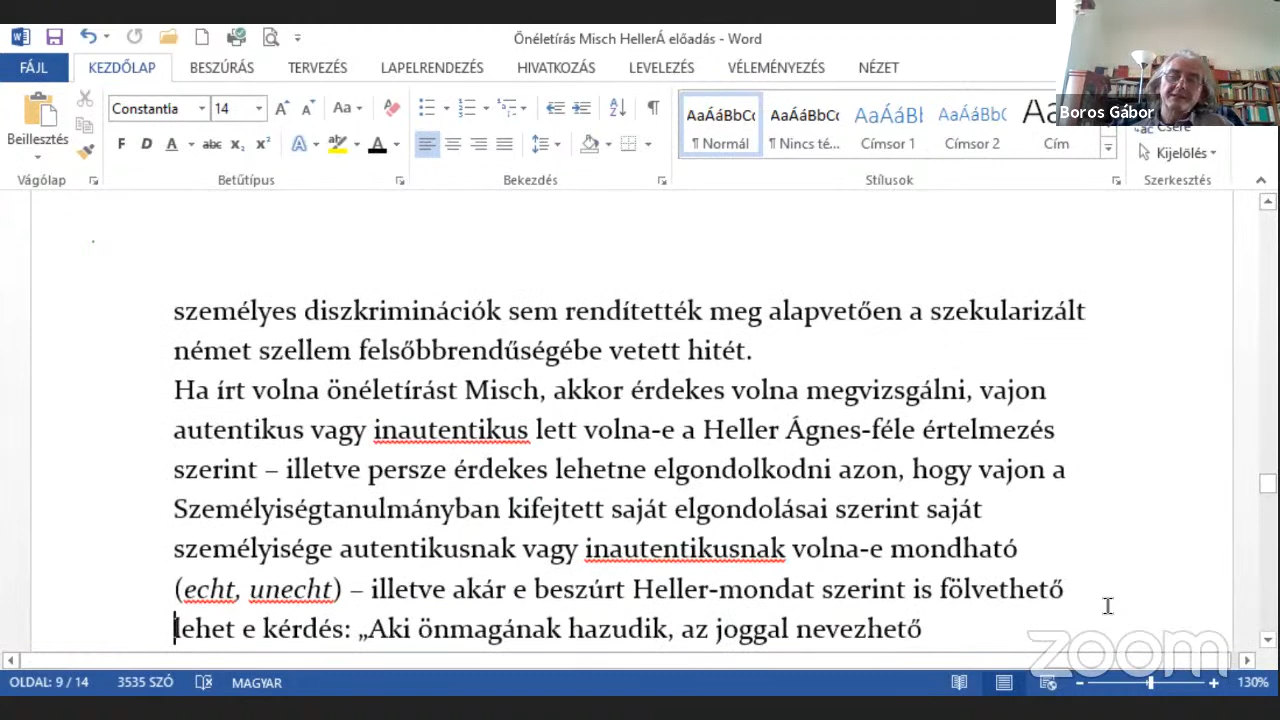 Önéletírás Misch HellerÁ előadás - Word
Boros Gábor
FÁJL KEZDŐLAP BESZÚRÁS TERVEZÉS LAPELRENDEZÉS HIVATKOZÁS LEVELEZÉS VÉLEMÉNYEZÉS NÉZET
Beillesztés
Constantia 14
F D A abc x₂ x²
AaÁáBbCc AaÁáBbCc AaÁáBl AaÁáBbC Aa
¶ Normál ¶ Nincs té... Címsor 1 Címsor 2 Cím
Csere
Kijelölés
Vágólap Betűtípus Bekezdés Stílusok Szerkesztés
személyes diszkriminációk sem rendítették meg alapvetően a szekularizált
német szellem felsőbbrendűségébe vetett hitét.
Ha írt volna önéletírást Misch, akkor érdekes volna megvizsgálni, vajon
autentikus vagy inautentikus lett volna-e a Heller Ágnes-féle értelmezés
szerint – illetve persze érdekes lehetne elgondolkodni azon, hogy vajon a
Személyiségtanulmányban kifejtett saját elgondolásai szerint saját
személyisége autentikusnak vagy inautentikusnak volna-e mondható
(echt, unecht) – illetve akár e beszúrt Heller-mondat szerint is fölvethető
lehet e kérdés: „Aki önmagának hazudik, az joggal nevezhető
zoom
OLDAL: 9 / 14 3535 SZÓ MAGYAR 130%